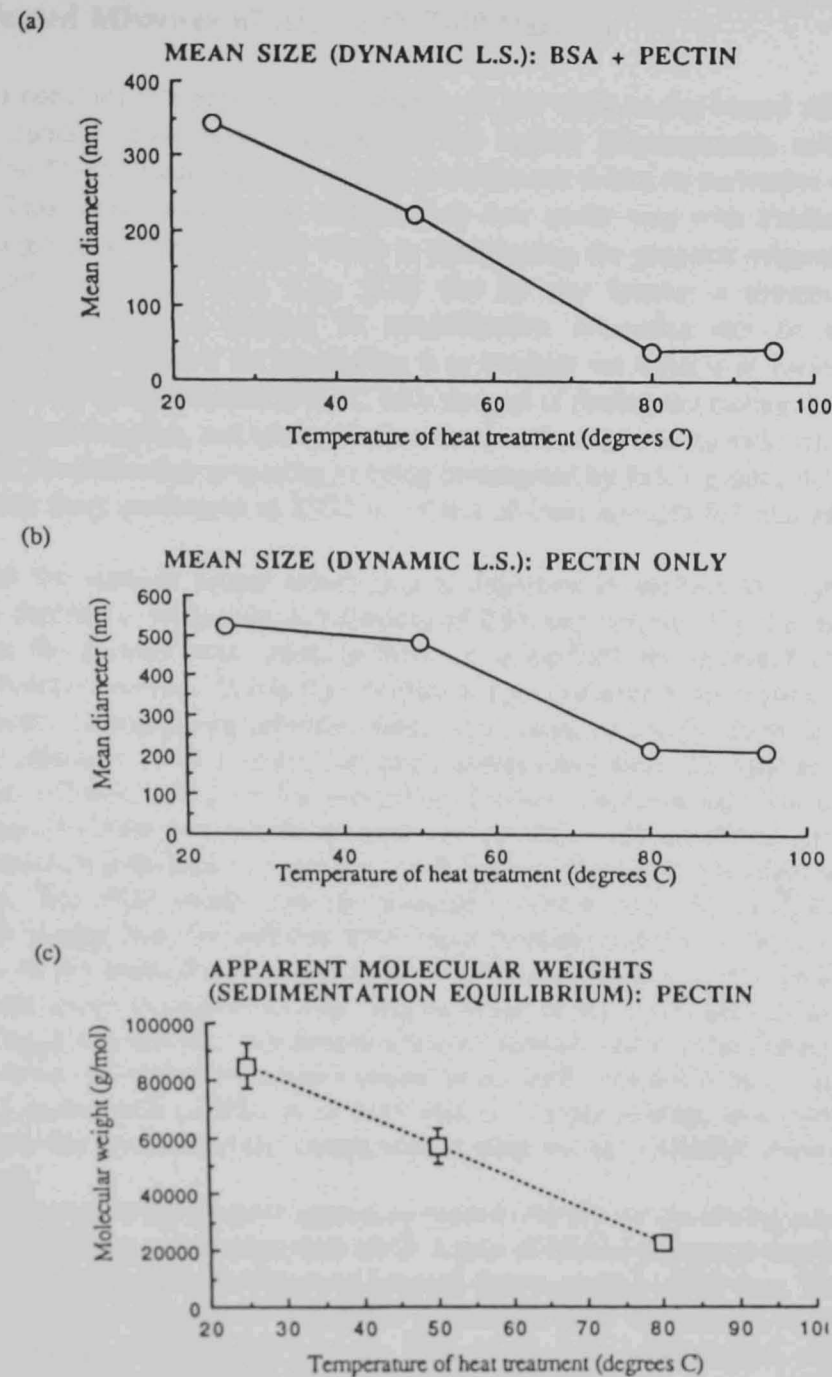 (a)
MEAN SIZE (DYNAMIC L.S.): BSA + PECTIN
Mean diameter (nm)
400
300
200
100
0
20 40 60 80 100
Temperature of heat treatment (degrees C)
(b)
MEAN SIZE (DYNAMIC L.S.): PECTIN ONLY
Mean diameter (nm)
600
500
400
300
200
100
0
20 40 60 80 100
Temperature of heat treatment (degrees C)
(c)
APPARENT MOLECULAR WEIGHTS
(SEDIMENTATION EQUILIBRIUM): PECTIN
Molecular weight (g/mol)
100000
80000
60000
40000
20000
0
20 30 40 50 60 70 80 90
Temperature of heat treatment (degrees C)